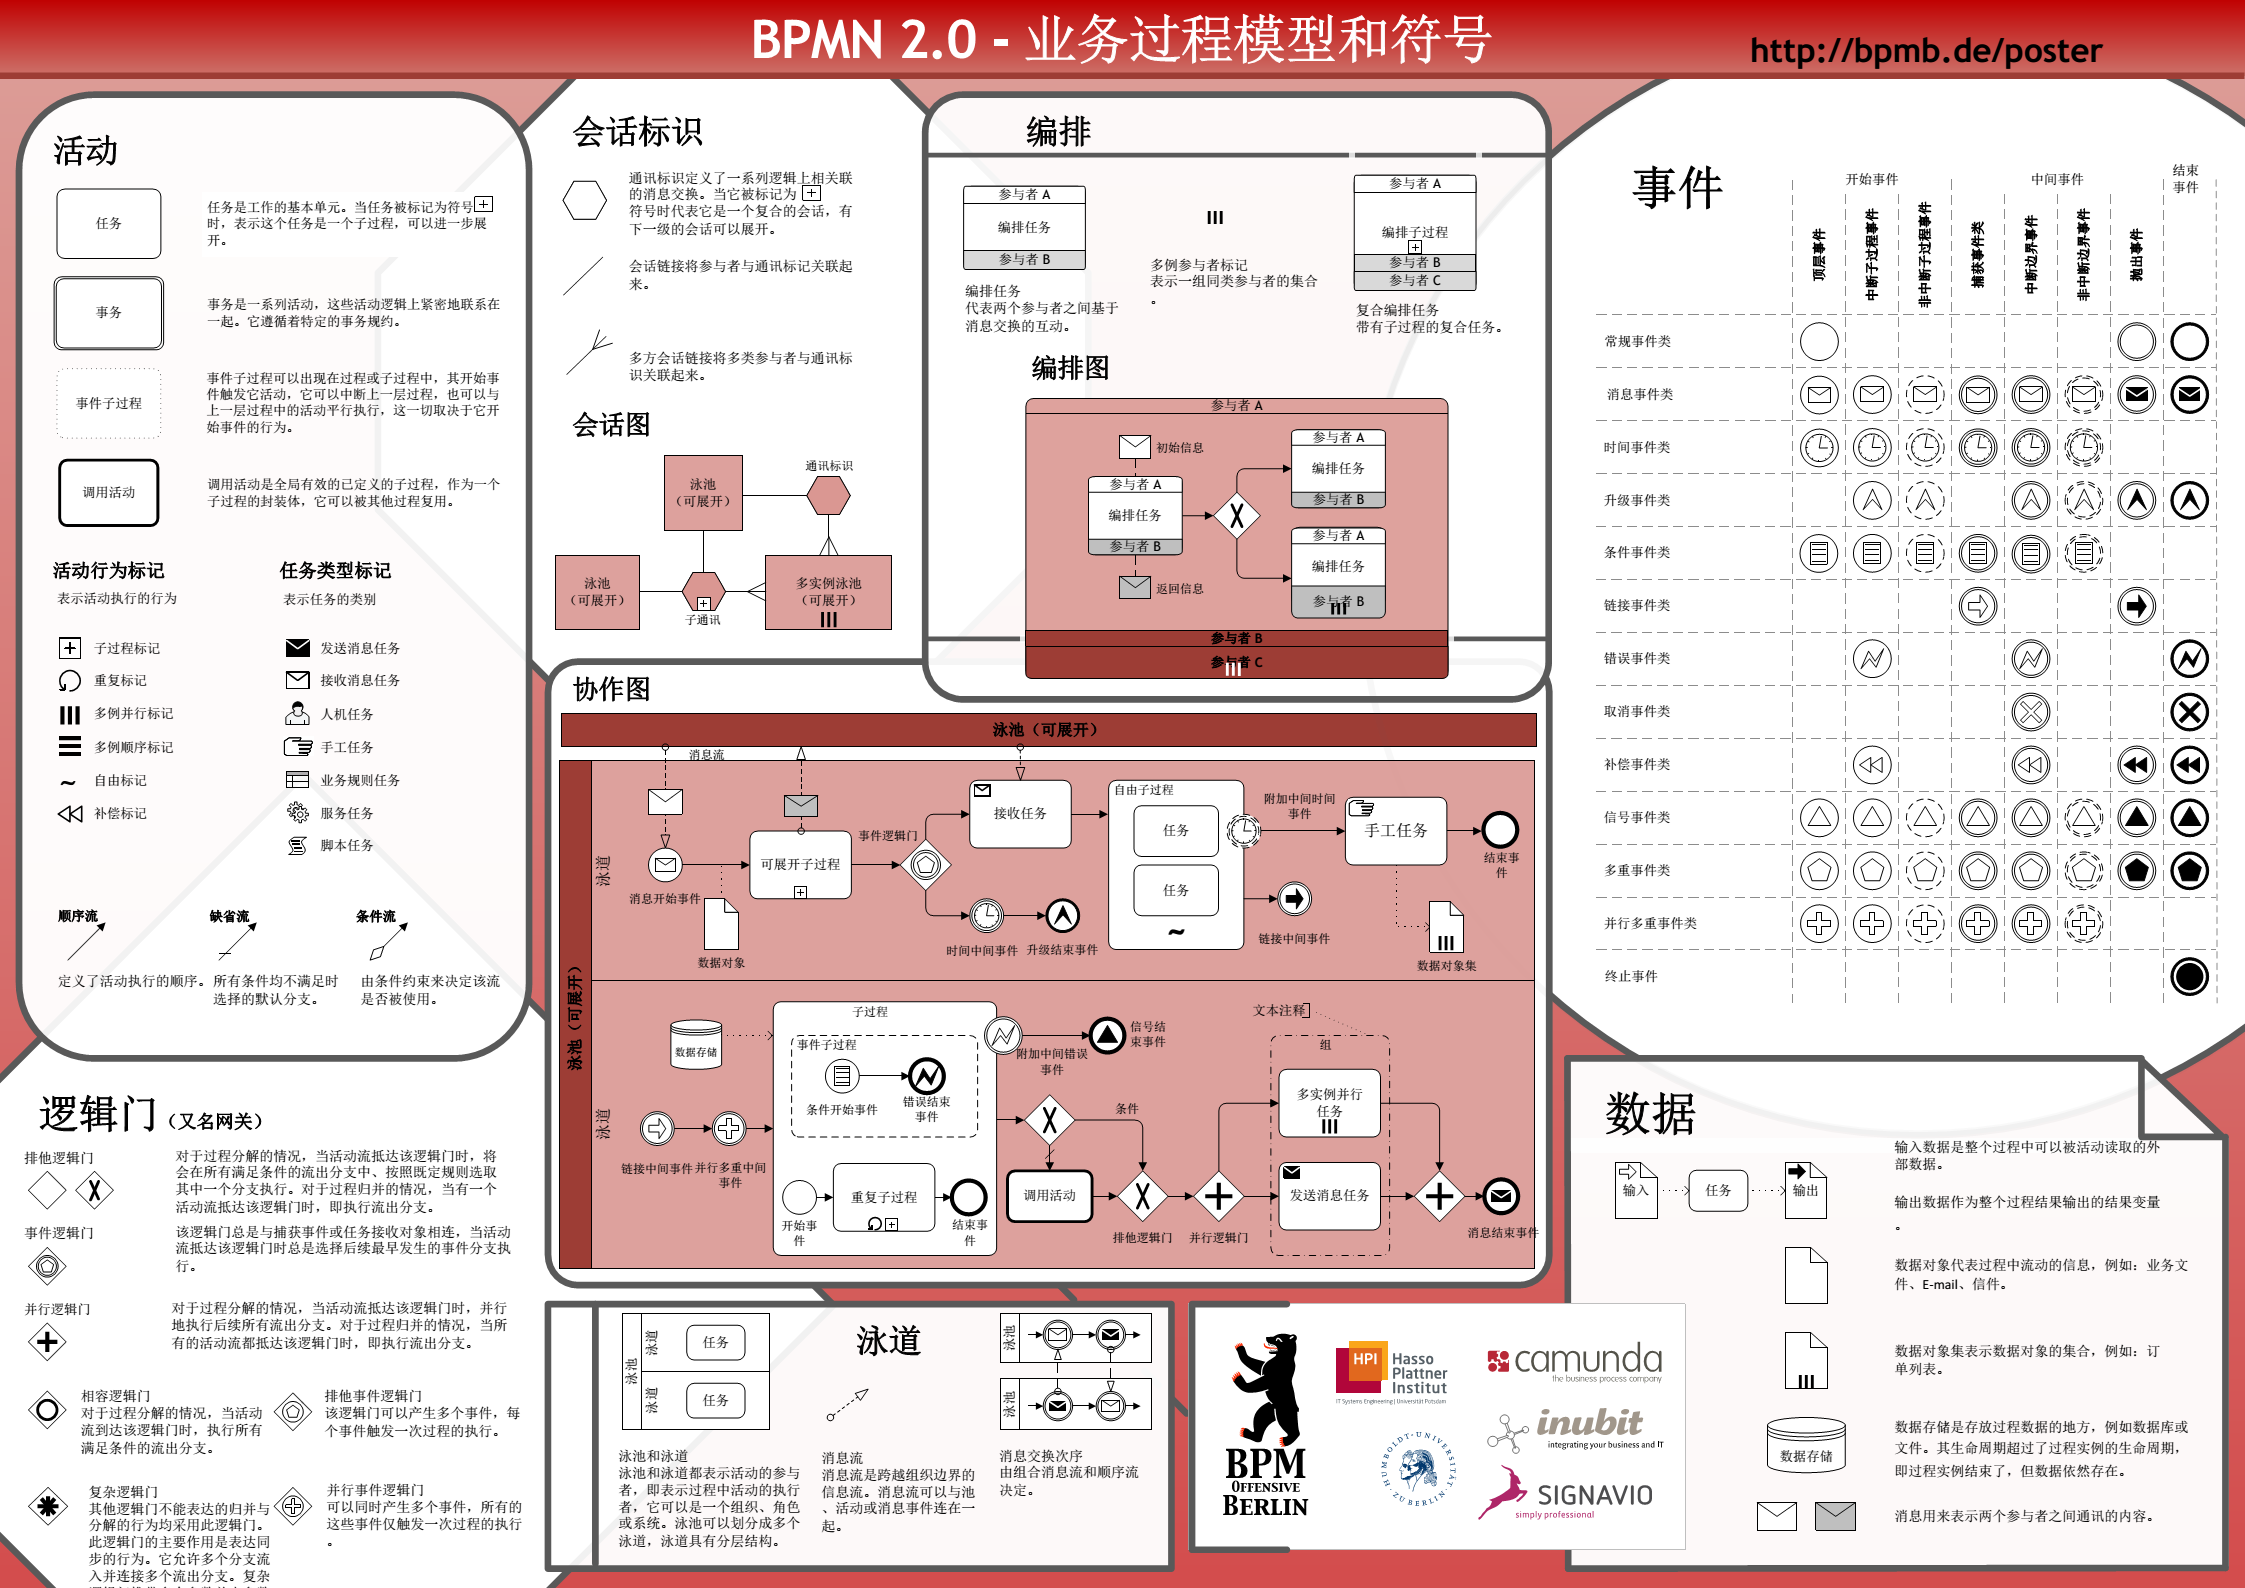 BPMN 2.0 - 业务过程模型和符号
http://bpmb.de/poster
活动
任务
任务是工作的基本单元。当任务被标记为符号
时，表示这个任务是一个子过程，可以进一步展
开。
事务
事务是一系列活动，这些活动逻辑上紧密地联系在
一起。它遵循着特定的事务规约。
事件子过程
事件子过程可以出现在过程或子过程中，其开始事
件触发它活动，它可以中断上一层过程，也可以与
上一层过程中的活动平行执行，这一切取决于它开
始事件的行为。
调用活动
调用活动是全局有效的已定义的子过程，作为一个
子过程的封装体，它可以被其他过程复用。
活动行为标记
表示活动执行的行为
子过程标记
重复标记
多例并行标记
多例顺序标记
自由标记
补偿标记
任务类型标记
表示任务的类别
发送消息任务
接收消息任务
人机任务
手工任务
业务规则任务
服务任务
脚本任务
顺序流
定义了活动执行的顺序。
缺省流
所有条件均不满足时
选择的默认分支。
条件流
由条件约束来决定该流
是否被使用。
会话标识
通讯标识定义了一系列逻辑上相关联
的消息交换。当它被标记为
符号时代表它是一个复合的会话，有
下一级的会话可以展开。
会话链接将参与者与通讯标记关联起
来。
多方会话链接将多类参与者与通讯标
识关联起来。
会话图
泳池
（可展开）
通讯标识
泳池
（可展开）
子通讯
多实例泳池
（可展开）
编排
参与者 A
编排任务
参与者 B
编排任务
代表两个参与者之间基于
消息交换的互动。
多例参与者标记
表示一组同类参与者的集合
。
参与者 A
编排子过程
参与者 B
参与者 C
复合编排任务
带有子过程的复合任务。
编排图
参与者 A
初始信息
参与者 A
编排任务
参与者 B
返回信息
参与者 A
编排任务
参与者 B
参与者 A
编排任务
参与者 B
参与者 B
参与者 C
事件
开始事件
中间事件
结束
事件
顶层事件
中断子过程事件
非中断子过程事件
捕获事件类
中断边界事件
非中断边界事件
抛出事件
常规事件类
消息事件类
时间事件类
升级事件类
条件事件类
链接事件类
错误事件类
取消事件类
补偿事件类
信号事件类
多重事件类
并行多重事件类
终止事件
协作图
泳池（可展开）
消息流
泳池（可展开）
泳道
消息开始事件
可展开子过程
数据对象
事件逻辑门
接收任务
时间中间事件
升级结束事件
自由子过程
任务
任务
附加中间时间
事件
手工任务
结束事
件
链接中间事件
数据对象集
泳道
数据存储
链接中间事件
并行多重中间
事件
子过程
事件子过程
条件开始事件
错误结束
事件
开始事
件
重复子过程
结束事
件
附加中间错误
事件
信号结
束事件
条件
调用活动
排他逻辑门
并行逻辑门
文本注释
组
多实例并行
任务
发送消息任务
消息结束事件
逻辑门（又名网关）
排他逻辑门
对于过程分解的情况，当活动流抵达该逻辑门时，将
会在所有满足条件的流出分支中、按照既定规则选取
其中一个分支执行。对于过程归并的情况，当有一个
活动流抵达该逻辑门时，即执行流出分支。
事件逻辑门
该逻辑门总是与捕获事件或任务接收对象相连，当活动
流抵达该逻辑门时总是选择后续最早发生的事件分支执
行。
并行逻辑门
对于过程分解的情况，当活动流抵达该逻辑门时，并行
地执行后续所有流出分支。对于过程归并的情况，当所
有的活动流都抵达该逻辑门时，即执行流出分支。
相容逻辑门
对于过程分解的情况，当活动
流到达该逻辑门时，执行所有
满足条件的流出分支。
排他事件逻辑门
该逻辑门可以产生多个事件，每
个事件触发一次过程的执行。
复杂逻辑门
其他逻辑门不能表达的归并与
分解的行为均采用此逻辑门。
此逻辑门的主要作用是表达同
步的行为。它允许多个分支流
入并连接多个流出分支。复杂
并行事件逻辑门
可以同时产生多个事件，所有的
这些事件仅触发一次过程的执行
。
泳道
泳池
泳道
任务
泳道
任务
泳池和泳道
泳池和泳道都表示活动的参与
者，即表示过程中活动的执行
者，它可以是一个组织、角色
或系统。泳池可以划分成多个
泳道，泳道具有分层结构。
消息流
消息流是跨越组织边界的
信息流。消息流可以与池
、活动或消息事件连在一
起。
泳池
泳池
消息交换次序
由组合消息流和顺序流
决定。
BPM
OFFENSIVE
BERLIN
HPI
Hasso
Plattner
Institut
IT Systems Engineering | Universität Potsdam
HUMBOLDT-UNIVERSITÄT
ZU BERLIN
camunda
the business process company
inubit
integrating your business and IT
SIGNAVIO
simply professional
数据
输入
任务
输出
输入数据是整个过程中可以被活动读取的外
部数据。
输出数据作为整个过程结果输出的结果变量
。
数据对象代表过程中流动的信息，例如：业务文
件、E-mail、信件。
数据对象集表示数据对象的集合，例如：订
单列表。
数据存储
数据存储是存放过程数据的地方，例如数据库或
文件。其生命周期超过了过程实例的生命周期，
即过程实例结束了，但数据依然存在。
消息用来表示两个参与者之间通讯的内容。